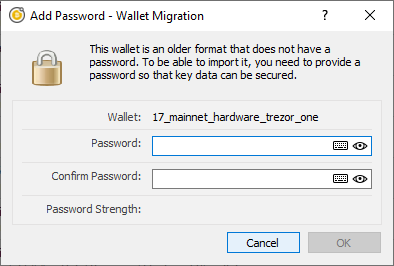 Add Password - Wallet Migration
This wallet is an older format that does not have a
password. To be able to import it, you need to provide a
password so that key data can be secured.
Wallet: 17_mainnet_hardware_trezor_one
Password:
Confirm Password:
Password Strength:
Cancel OK